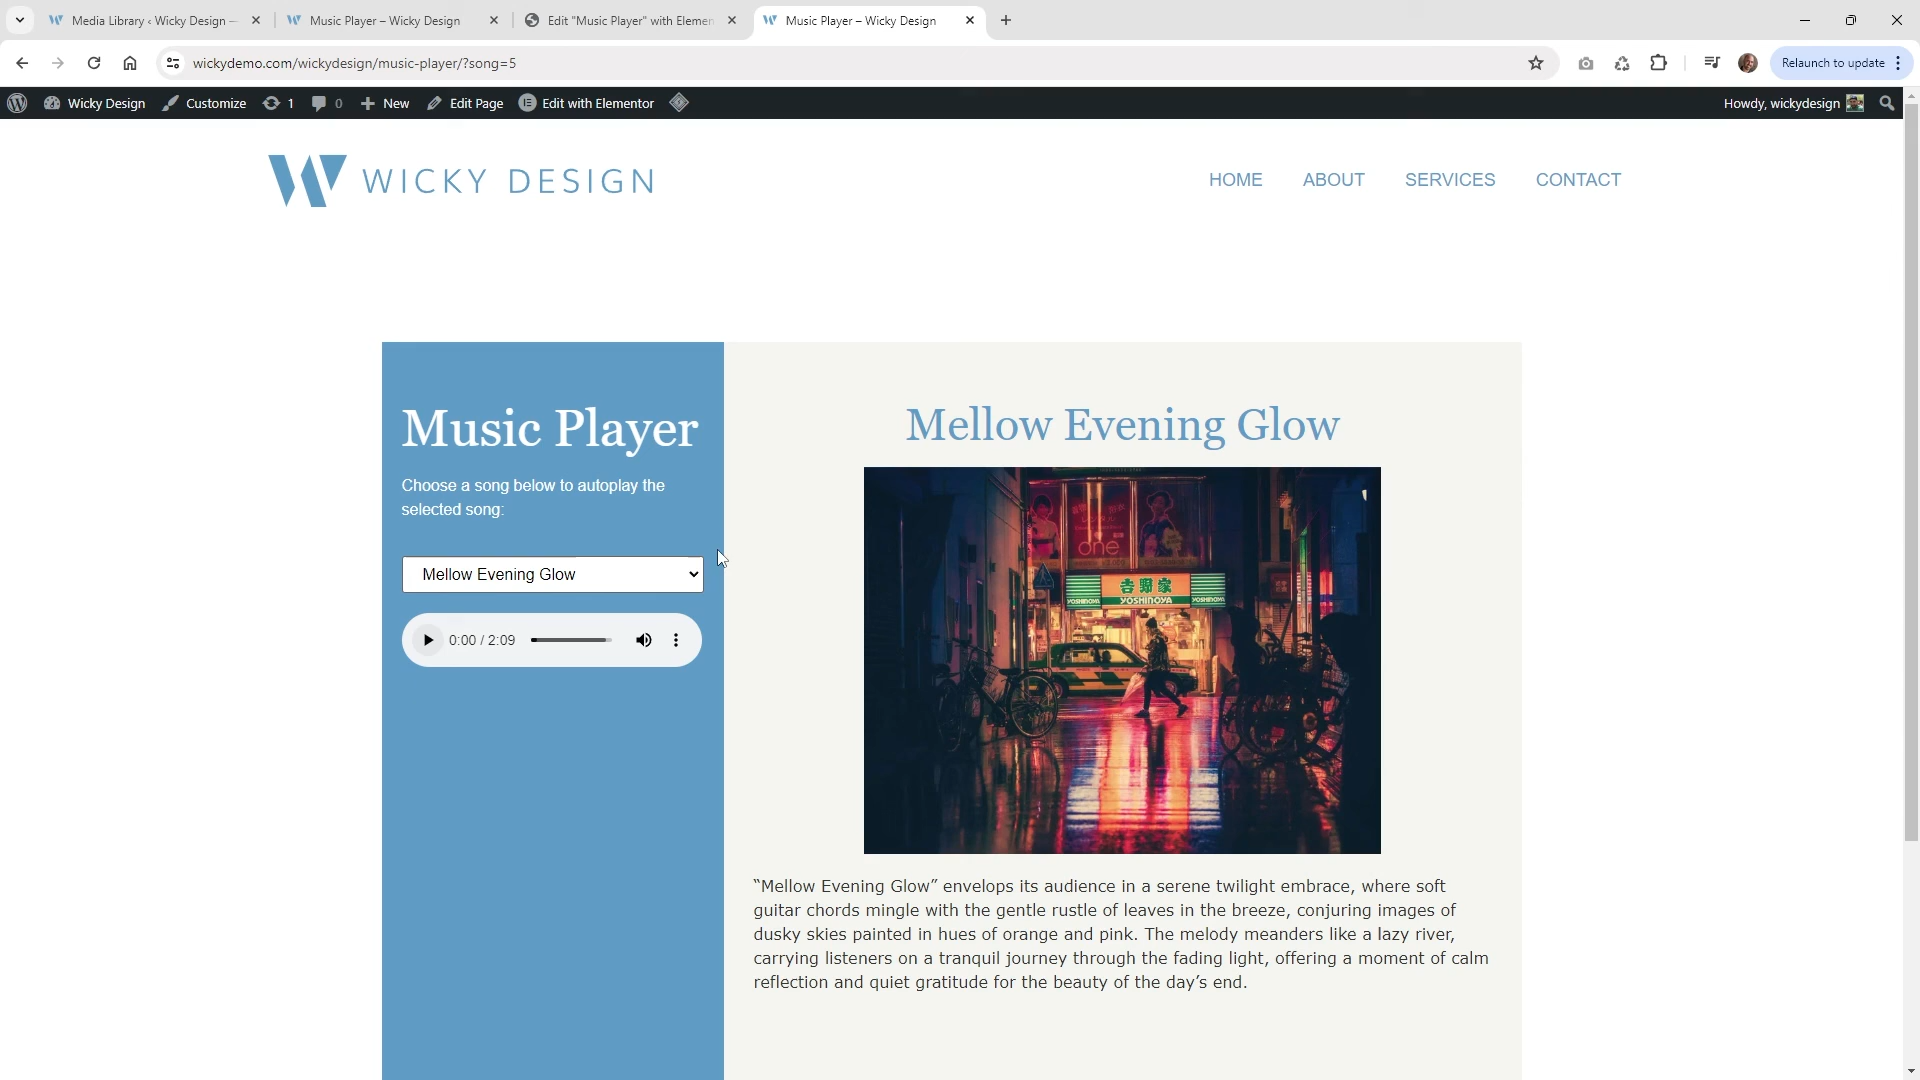 Media Library ‹ Wicky Design —
Music Player – Wicky Design
Edit "Music Player" with Elemen
Music Player – Wicky Design
wickydemo.com/wickydesign/music-player/?song=5
Relaunch to update
Wicky Design
Customize
1
0
New
Edit Page
Edit with Elementor
Howdy, wickydesign
WICKY DESIGN
HOME
ABOUT
SERVICES
CONTACT
Music Player
Choose a song below to autoplay the
selected song:
Mellow Evening Glow
0:00 / 2:09
Mellow Evening Glow
one
吉野家
YOSHINOYA
YOSHINOYA
YOSHINOYA
“Mellow Evening Glow” envelops its audience in a serene twilight embrace, where soft
guitar chords mingle with the gentle rustle of leaves in the breeze, conjuring images of
dusky skies painted in hues of orange and pink. The melody meanders like a lazy river,
carrying listeners on a tranquil journey through the fading light, offering a moment of calm
reflection and quiet gratitude for the beauty of the day’s end.